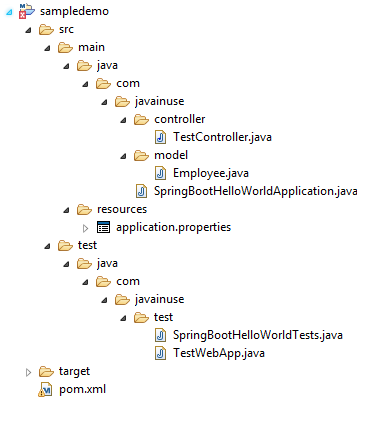 sampledemo
src
main
java
com
javainuse
controller
TestController.java
model
Employee.java
SpringBootHelloWorldApplication.java
resources
application.properties
test
java
com
javainuse
test
SpringBootHelloWorldTests.java
TestWebApp.java
target
pom.xml